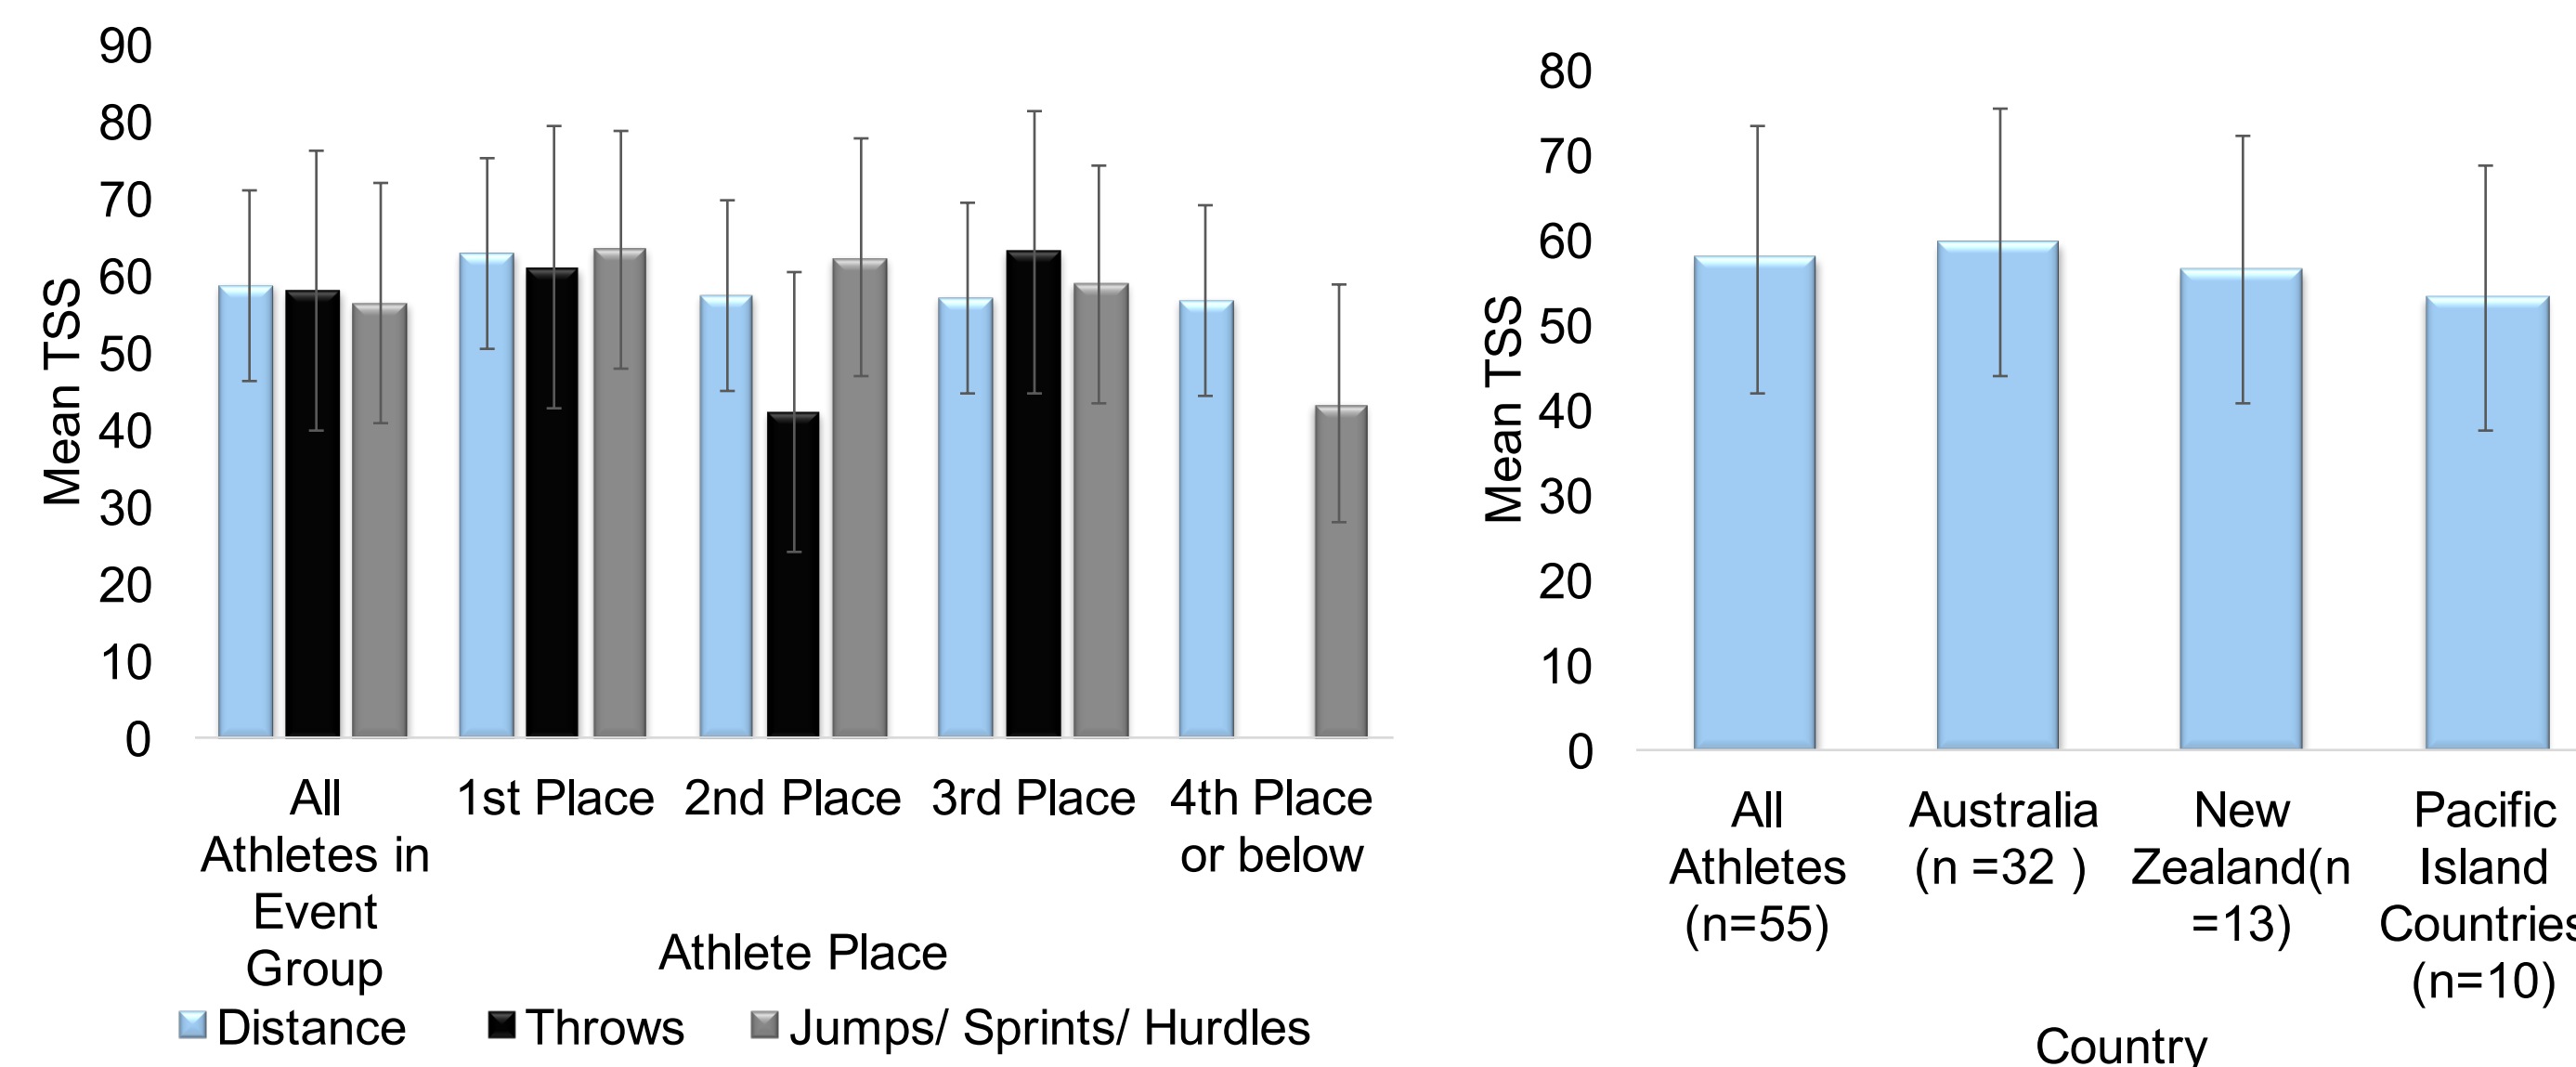 90
80
70
60
50
40
30
20
10
0
Mean TSS
All
Athletes in
Event
Group
1st Place
2nd Place
3rd Place
4th Place
or below
Athlete Place
Distance
Throws
Jumps/ Sprints/ Hurdles
80
70
60
50
40
30
20
10
0
Mean TSS
All
Athletes
(n=55)
Australia
(n =32 )
New
Zealand(n
=13)
Pacific
Island
Countries
(n=10)
Country